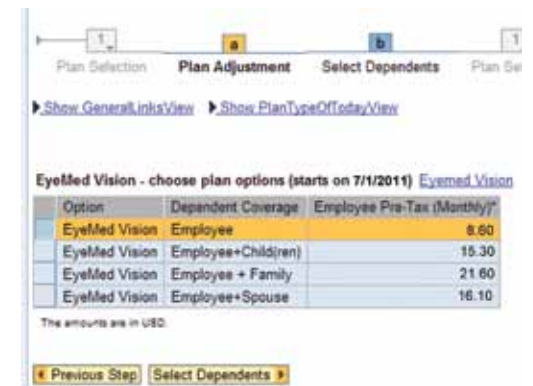 1 a b 1
Plan Selection Plan Adjustment Select Dependents Plan Se
Show GeneralLinksView Show PlanTypeOfTodayView
EyeMed Vision - choose plan options (starts on 7/1/2011) Eyemed Vision
Option Dependent Coverage Employee Pre-Tax (Monthly)*
EyeMed Vision Employee 8.60
EyeMed Vision Employee+Child(ren) 15.30
EyeMed Vision Employee + Family 21.60
EyeMed Vision Employee+Spouse 16.10
The amounts are in USD.
Previous Step Select Dependents